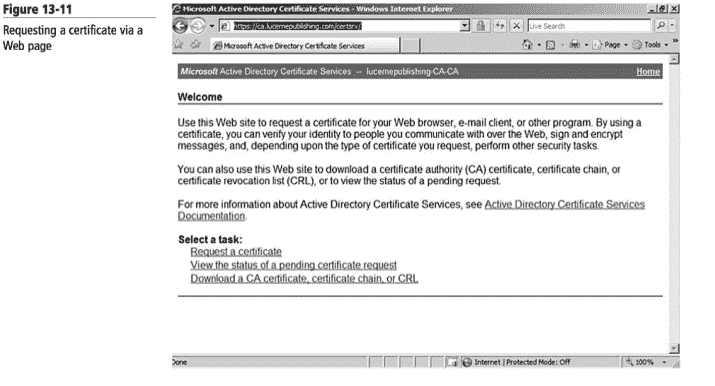 Figure 13-11
Requesting a certificate via a
Web page
Microsoft Active Directory Certificate Services - Windows Internet Explorer
https://ca.lucernepublishing.com/certsrv/
Live Search
Microsoft Active Directory Certificate Services
Page
Tools
Microsoft Active Directory Certificate Services -- lucernepublishing-CA-CA
Home
Welcome
Use this Web site to request a certificate for your Web browser, e-mail client, or other program. By using a
certificate, you can verify your identity to people you communicate with over the Web, sign and encrypt
messages, and, depending upon the type of certificate you request, perform other security tasks.
You can also use this Web site to download a certificate authority (CA) certificate, certificate chain, or
certificate revocation list (CRL), or to view the status of a pending request.
For more information about Active Directory Certificate Services, see Active Directory Certificate Services
Documentation.
Select a task:
Request a certificate
View the status of a pending certificate request
Download a CA certificate, certificate chain, or CRL
Done
Internet | Protected Mode: Off
100%